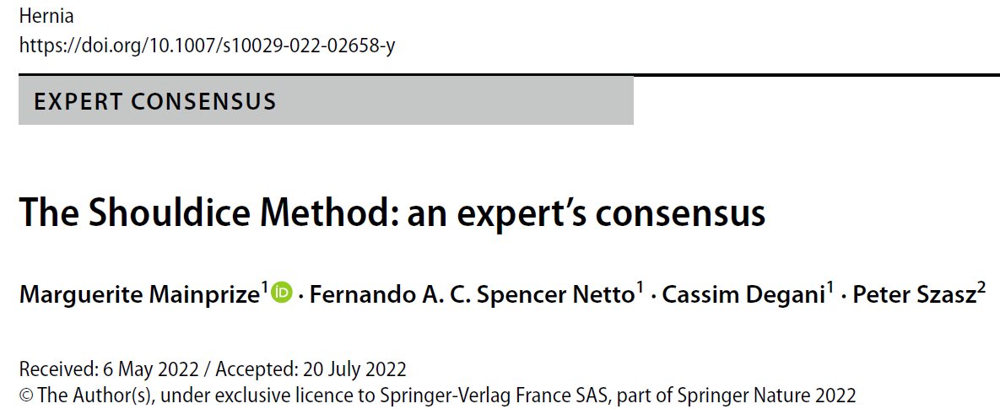 Hernia
https://doi.org/10.1007/s10029-022-02658-y
EXPERT CONSENSUS
The Shouldice Method: an expert’s consensus
Marguerite Mainprize1 iD · Fernando A. C. Spencer Netto1 · Cassim Degani1 · Peter Szasz2
Received: 6 May 2022 / Accepted: 20 July 2022
© The Author(s), under exclusive licence to Springer-Verlag France SAS, part of Springer Nature 2022